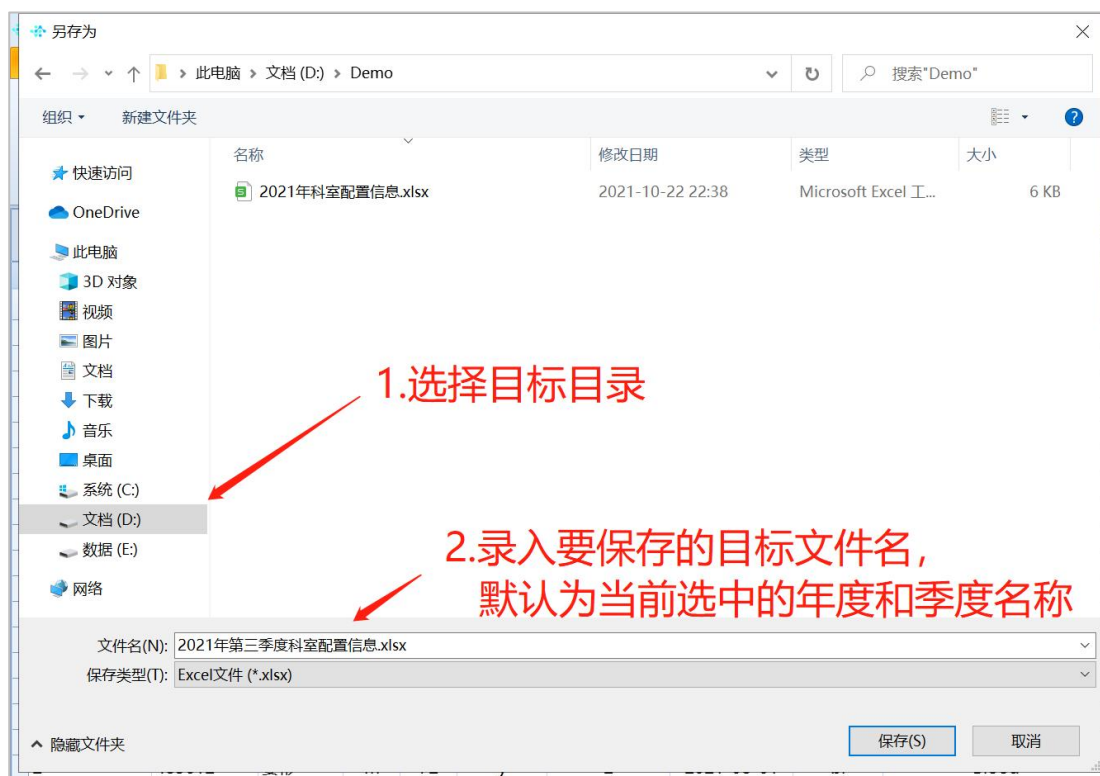 另存为
此电脑 > 文档 (D:) > Demo
搜索"Demo"
组织
新建文件夹
名称 修改日期 类型 大小
快速访问
2021年科室配置信息.xlsx 2021-10-22 22:38 Microsoft Excel 工... 6 KB
OneDrive
此电脑
3D 对象
视频
图片
文档
1.选择目标目录
下载
音乐
桌面
系统 (C:)
文档 (D:)
数据 (E:)
2.录入要保存的目标文件名，
默认为当前选中的年度和季度名称
网络
文件名(N): 2021年第三季度科室配置信息.xlsx
保存类型(T): Excel文件 (*.xlsx)
隐藏文件夹
保存(S) 取消